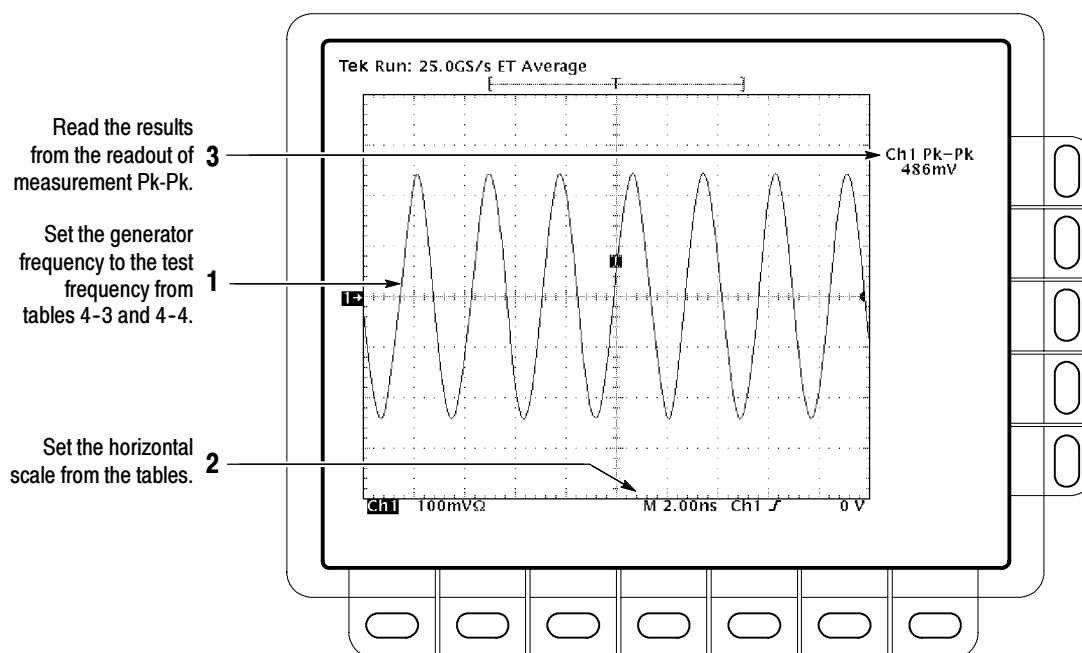 Tek Run: 25.0GS/s ET Average
T
Read the results
from the readout of
measurement Pk-Pk.
3
Ch1 Pk-Pk
486mV
Set the generator
frequency to the test
frequency from
tables 4-3 and 4-4.
1
T
1→
Set the horizontal
scale from the tables.
2
Ch1 100mVΩ M 2.00ns Ch1 ƒ 0 V